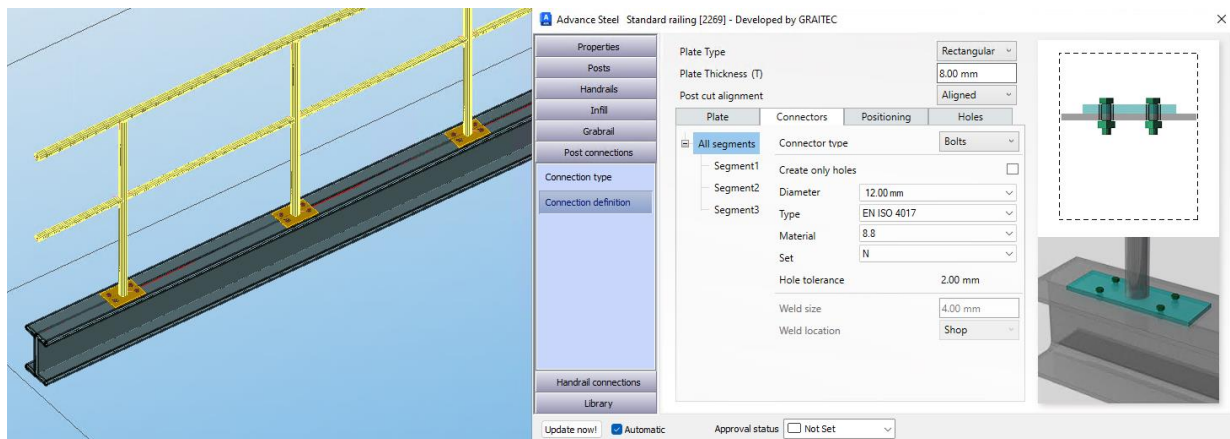 Advance Steel Standard railing [2269] - Developed by GRAITEC
Properties
Posts
Handrails
Infill
Grabrail
Post connections
Connection type
Connection definition
Handrail connections
Library
Plate Type Rectangular
Plate Thickness (T) 8.00 mm
Post cut alignment Aligned
Plate Connectors Positioning Holes
All segments
Segment1
Segment2
Segment3
Connector type Bolts
Create only holes
Diameter 12.00 mm
Type EN ISO 4017
Material 8.8
Set N
Hole tolerance 2.00 mm
Weld size 4.00 mm
Weld location Shop
Update now! Automatic Approval status Not Set